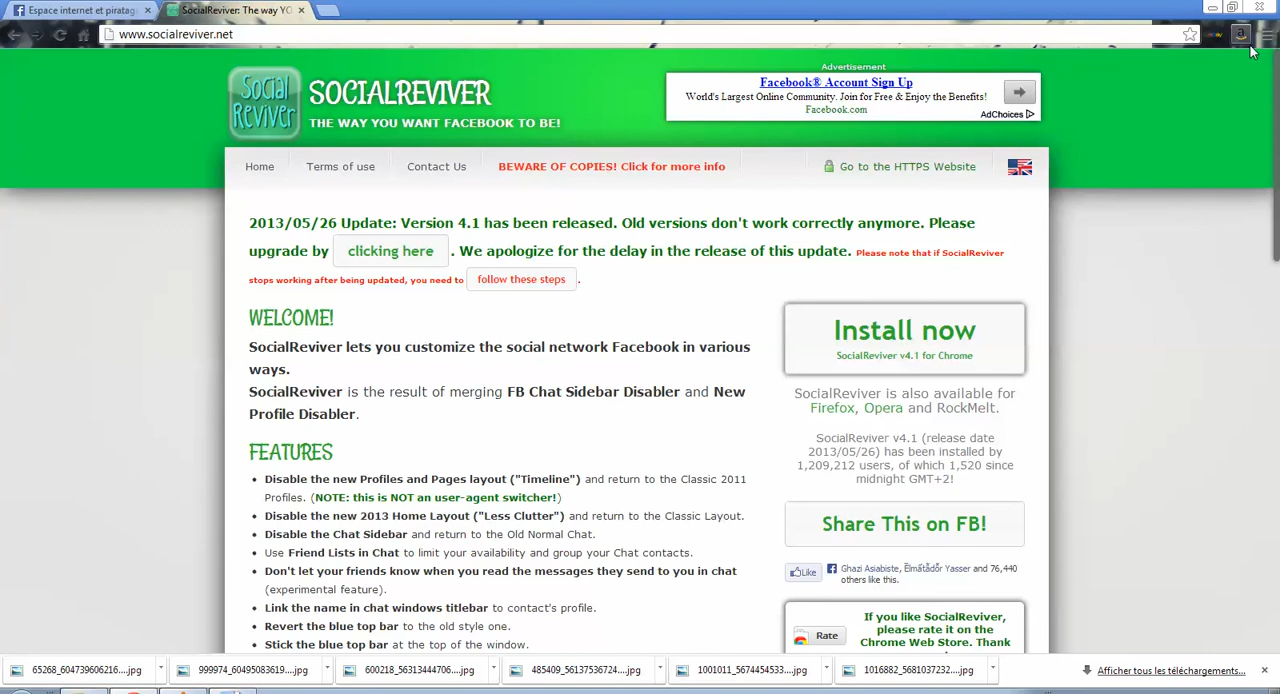 Espace internet et piratag
SocialReviver: The way YO
www.socialreviver.net
Social Reviver
SOCIALREVIVER
THE WAY YOU WANT FACEBOOK TO BE!
Advertisement
Facebook® Account Sign Up
World's Largest Online Community. Join for Free & Enjoy the Benefits!
Facebook.com
AdChoices
Home
Terms of use
Contact Us
BEWARE OF COPIES! Click for more info
Go to the HTTPS Website
2013/05/26 Update: Version 4.1 has been released. Old versions don't work correctly anymore. Please
upgrade by clicking here . We apologize for the delay in the release of this update. Please note that if SocialReviver
stops working after being updated, you need to follow these steps .
WELCOME!
SocialReviver lets you customize the social network Facebook in various
ways.
SocialReviver is the result of merging FB Chat Sidebar Disabler and New
Profile Disabler.
FEATURES
• Disable the new Profiles and Pages layout ("Timeline") and return to the Classic 2011
Profiles. (NOTE: this is NOT an user-agent switcher!)
• Disable the new 2013 Home Layout ("Less Clutter") and return to the Classic Layout.
• Disable the Chat Sidebar and return to the Old Normal Chat.
• Use Friend Lists in Chat to limit your availability and group your Chat contacts.
• Don't let your friends know when you read the messages they send to you in chat
(experimental feature).
• Link the name in chat windows titlebar to contact's profile.
• Revert the blue top bar to the old style one.
• Stick the blue top bar at the top of the window.
Install now
SocialReviver v4.1 for Chrome
SocialReviver is also available for
Firefox, Opera and RockMelt.
SocialReviver v4.1 (release date
2013/05/26) has been installed by
1,209,212 users, of which 1,520 since
midnight GMT+2!
Share This on FB!
Like
Ghazi Asiabiste, Ëlmâtâdôr Yasser and 76,440
others like this.
Rate
If you like SocialReviver,
please rate it on the
Chrome Web Store. Thank
65268_604739606216....jpg
999974_60495083619....jpg
600218_56313444706....jpg
485409_56137536724....jpg
1001011_5674454533....jpg
1016882_5681037232....jpg
Afficher tous les téléchargements...